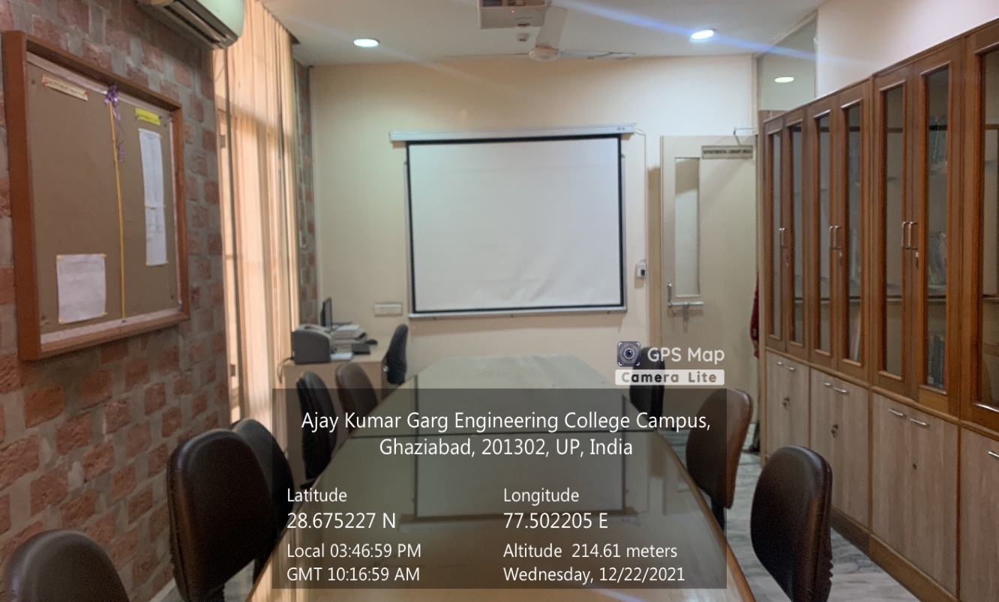 DEPARTMENTAL LIBRARY
GPS Map
Camera Lite
Ajay Kumar Garg Engineering College Campus,
Ghaziabad, 201302, UP, India
Latitude
28.675227 N
Longitude
77.502205 E
Local 03:46:59 PM
GMT 10:16:59 AM
Altitude 214.61 meters
Wednesday, 12/22/2021